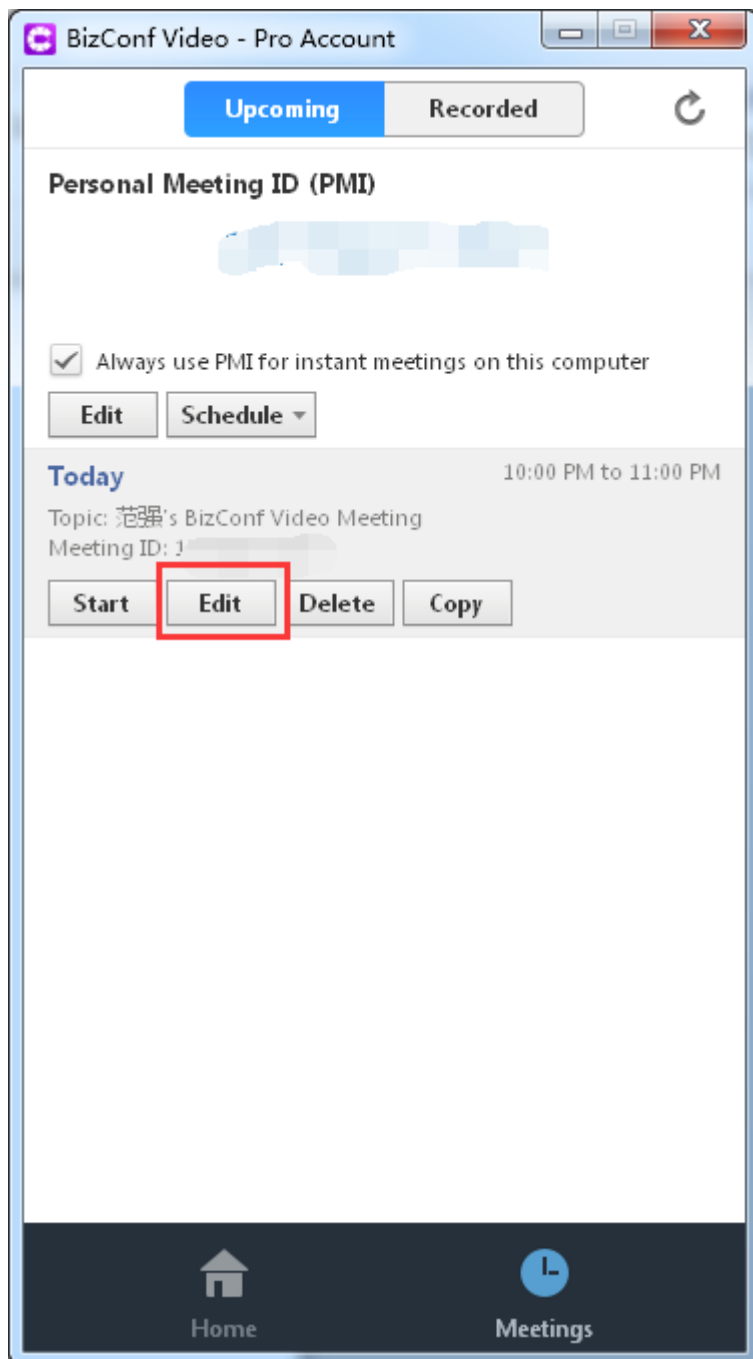 BizConf Video - Pro Account
Upcoming Recorded
Personal Meeting ID (PMI)
Always use PMI for instant meetings on this computer
Edit Schedule
Today 10:00 PM to 11:00 PM
Topic: 范强's BizConf Video Meeting
Meeting ID: 1
Start Edit Delete Copy
Home Meetings